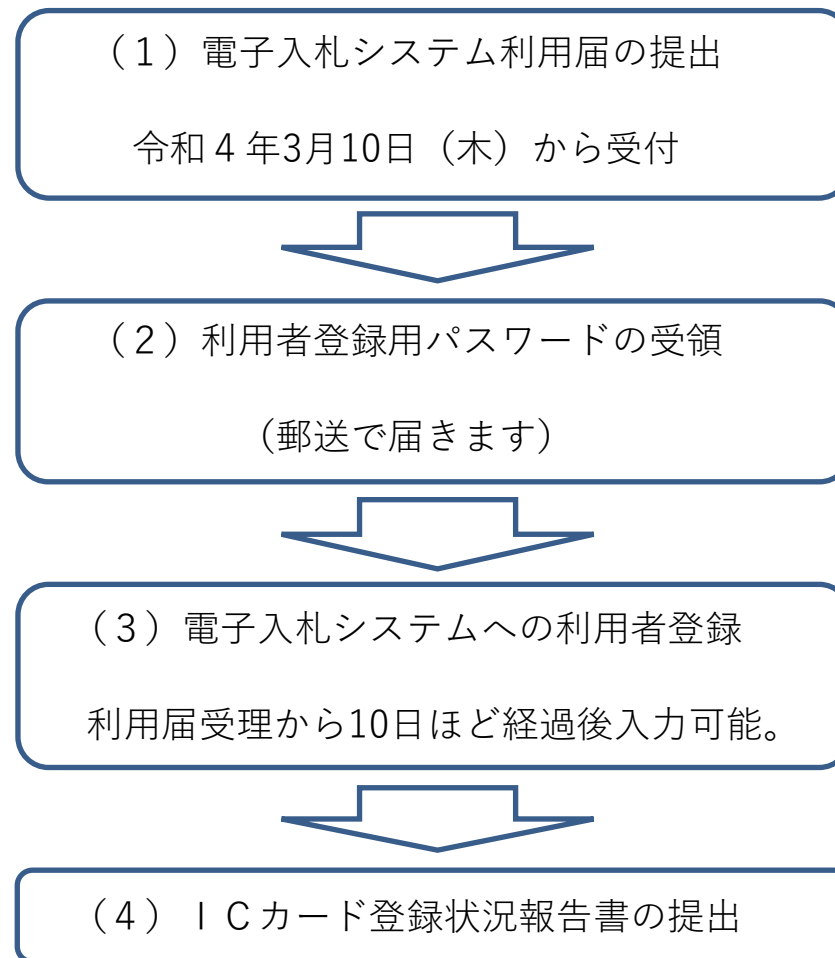 （１）電子入札システム利用届の提出
令和４年3月10日（木）から受付
（２）利用者登録用パスワードの受領
（郵送で届きます）
（３）電子入札システムへの利用者登録
利用届受理から10日ほど経過後入力可能。
（４）ＩＣカード登録状況報告書の提出